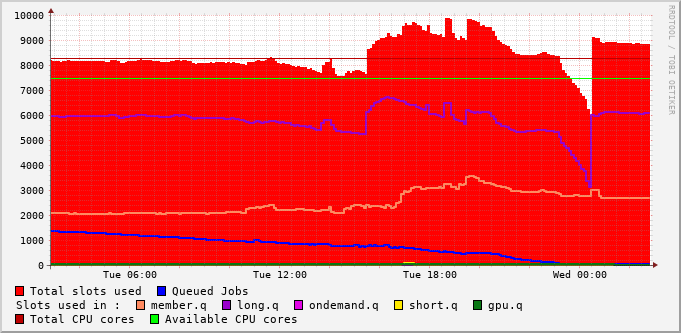 RRDTOOL / TOBI OETIKER
10000
9000
8000
7000
6000
5000
4000
3000
2000
1000
0
Tue 06:00 Tue 12:00 Tue 18:00 Wed 00:00
Total slots used Queued Jobs
Slots used in : member.q long.q ondemand.q short.q gpu.q
Total CPU cores Available CPU cores